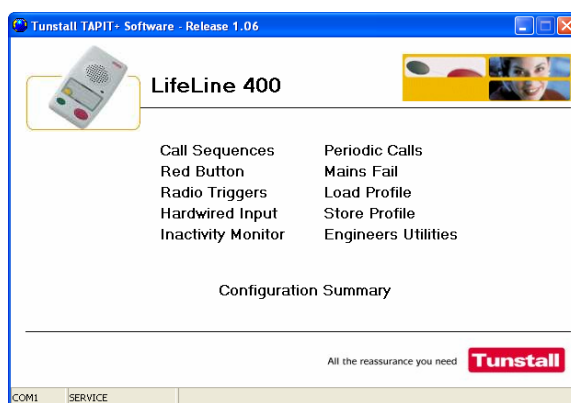 Tunstall TAPIT+ Software - Release 1.06
LifeLine 400
Call Sequences Periodic Calls
Red Button Mains Fail
Radio Triggers Load Profile
Hardwired Input Store Profile
Inactivity Monitor Engineers Utilities
Configuration Summary
All the reassurance you need Tunstall
COM1 SERVICE